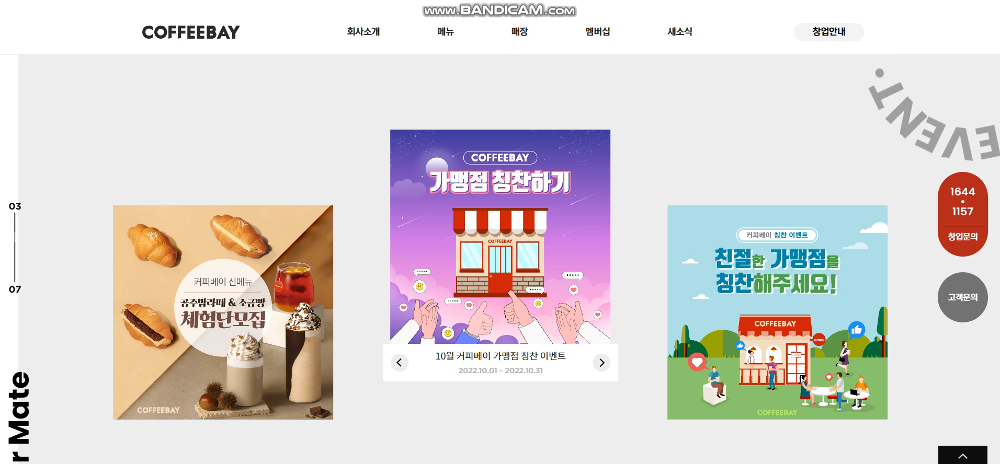 www.BANDICAM.com
COFFEEBAY
회사소개
메뉴
매장
멤버십
새소식
창업안내
EVENT.
03
07
r Mate
커피베이 신메뉴
공주밤라떼 & 소금빵
체험단모집
COFFEEBAY
COFFEEBAY
가맹점 칭찬하기
COFFEEBAY
10월 커피베이 가맹점 칭찬 이벤트
2022.10.01 - 2022.10.31
커피베이 칭찬 이벤트
친절한 가맹점을
칭찬해주세요!
COFFEEBAY
COFFEEBAY
OPEN
COFFEEBAY
1644
1157
창업문의
고객문의